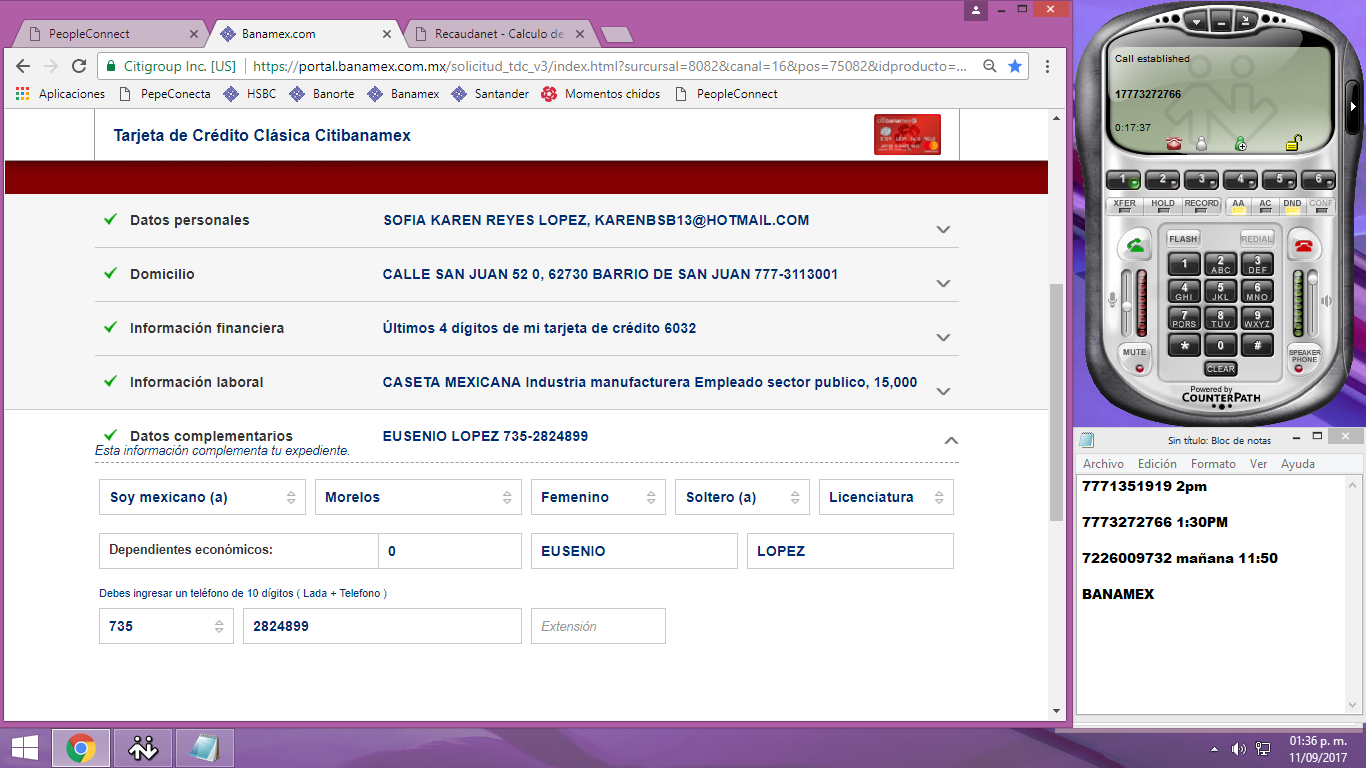 PeopleConnect
Banamex.com
Recaudanet - Calculo de
Citigroup Inc. [US] https://portal.banamex.com.mx/solicitud_tdc_v3/index.html?surcursal=8082&canal=16&pos=75082&idproducto=...
Aplicaciones PepeConecta HSBC Banorte Banamex Santander Momentos chidos PeopleConnect
Tarjeta de Crédito Clásica Citibanamex
Datos personales SOFIA KAREN REYES LOPEZ, KARENBSB13@HOTMAIL.COM
Domicilio CALLE SAN JUAN 52 0, 62730 BARRIO DE SAN JUAN 777-3113001
Información financiera Últimos 4 dígitos de mi tarjeta de crédito 6032
Información laboral CASETA MEXICANA Industria manufacturera Empleado sector publico, 15,000
Datos complementarios EUSENIO LOPEZ 735-2824899
Esta información complementa tu expediente.
Soy mexicano (a) Morelos Femenino Soltero (a) Licenciatura
Dependientes económicos: 0 EUSENIO LOPEZ
Debes ingresar un teléfono de 10 dígitos ( Lada + Telefono )
735 2824899 Extensión
Call established
17773272766
0:17:37
1 2 3 4 5 6
XFER HOLD RECORD AA AC DND CONF
FLASH REDIAL
1 2 ABC 3 DEF
4 GHI 5 JKL 6 MNO
7 PQRS 8 TUV 9 WXYZ
* 0 #
MUTE CLEAR SPEAKER PHONE
Powered by
COUNTERPATH
Sin título: Bloc de notas
Archivo Edición Formato Ver Ayuda
7771351919 2pm
7773272766 1:30PM
7226009732 mañana 11:50
BANAMEX
01:36 p. m.
11/09/2017